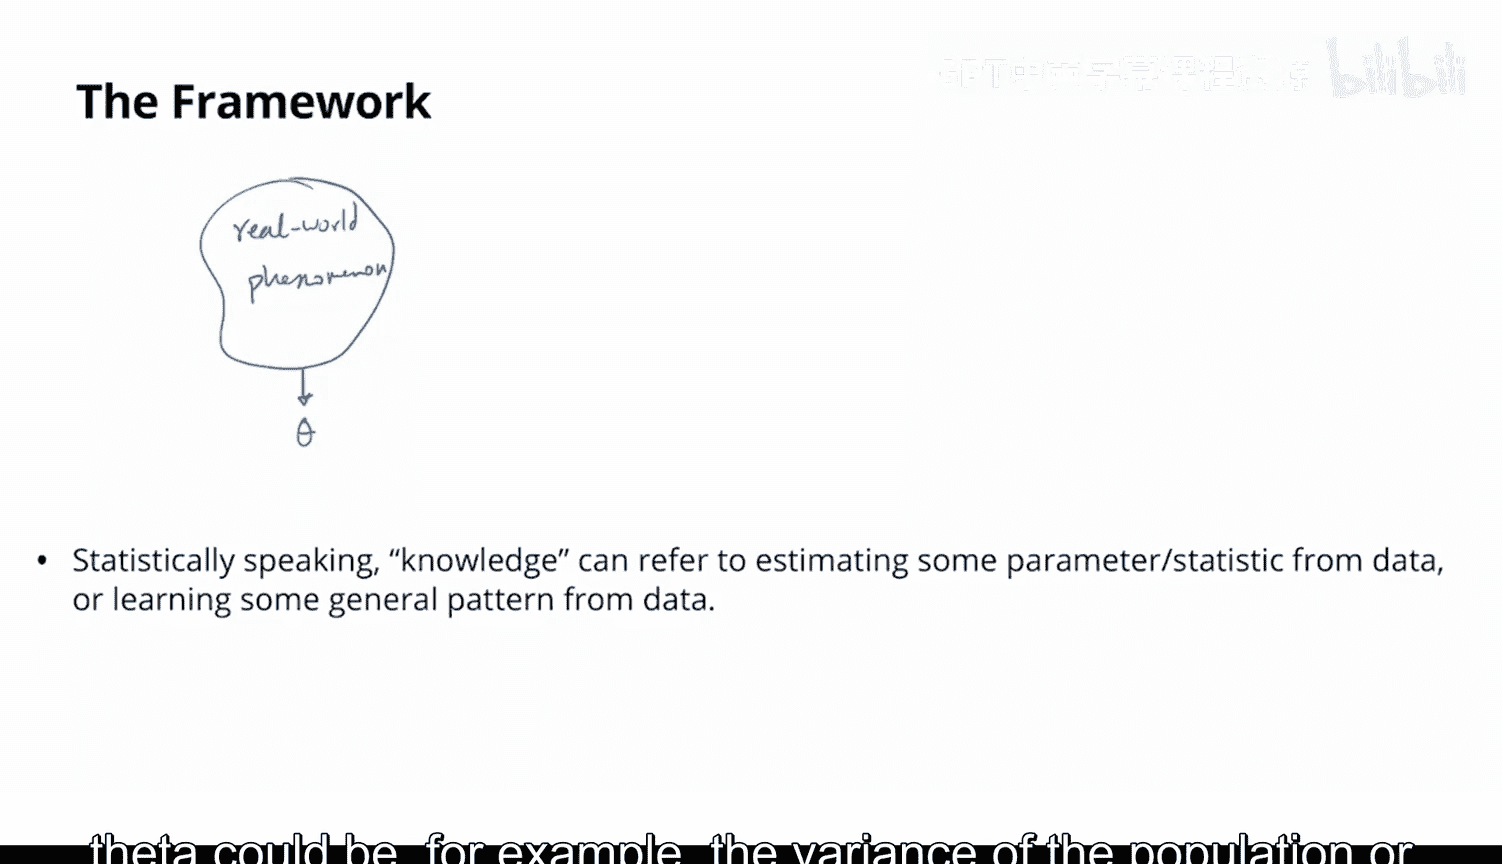 bilibili
The Framework
real-world
phenomenon
θ
• Statistically speaking, “knowledge” can refer to estimating some parameter/statistic from data,
or learning some general pattern from data.
theta could be, for example, the variance of the population or